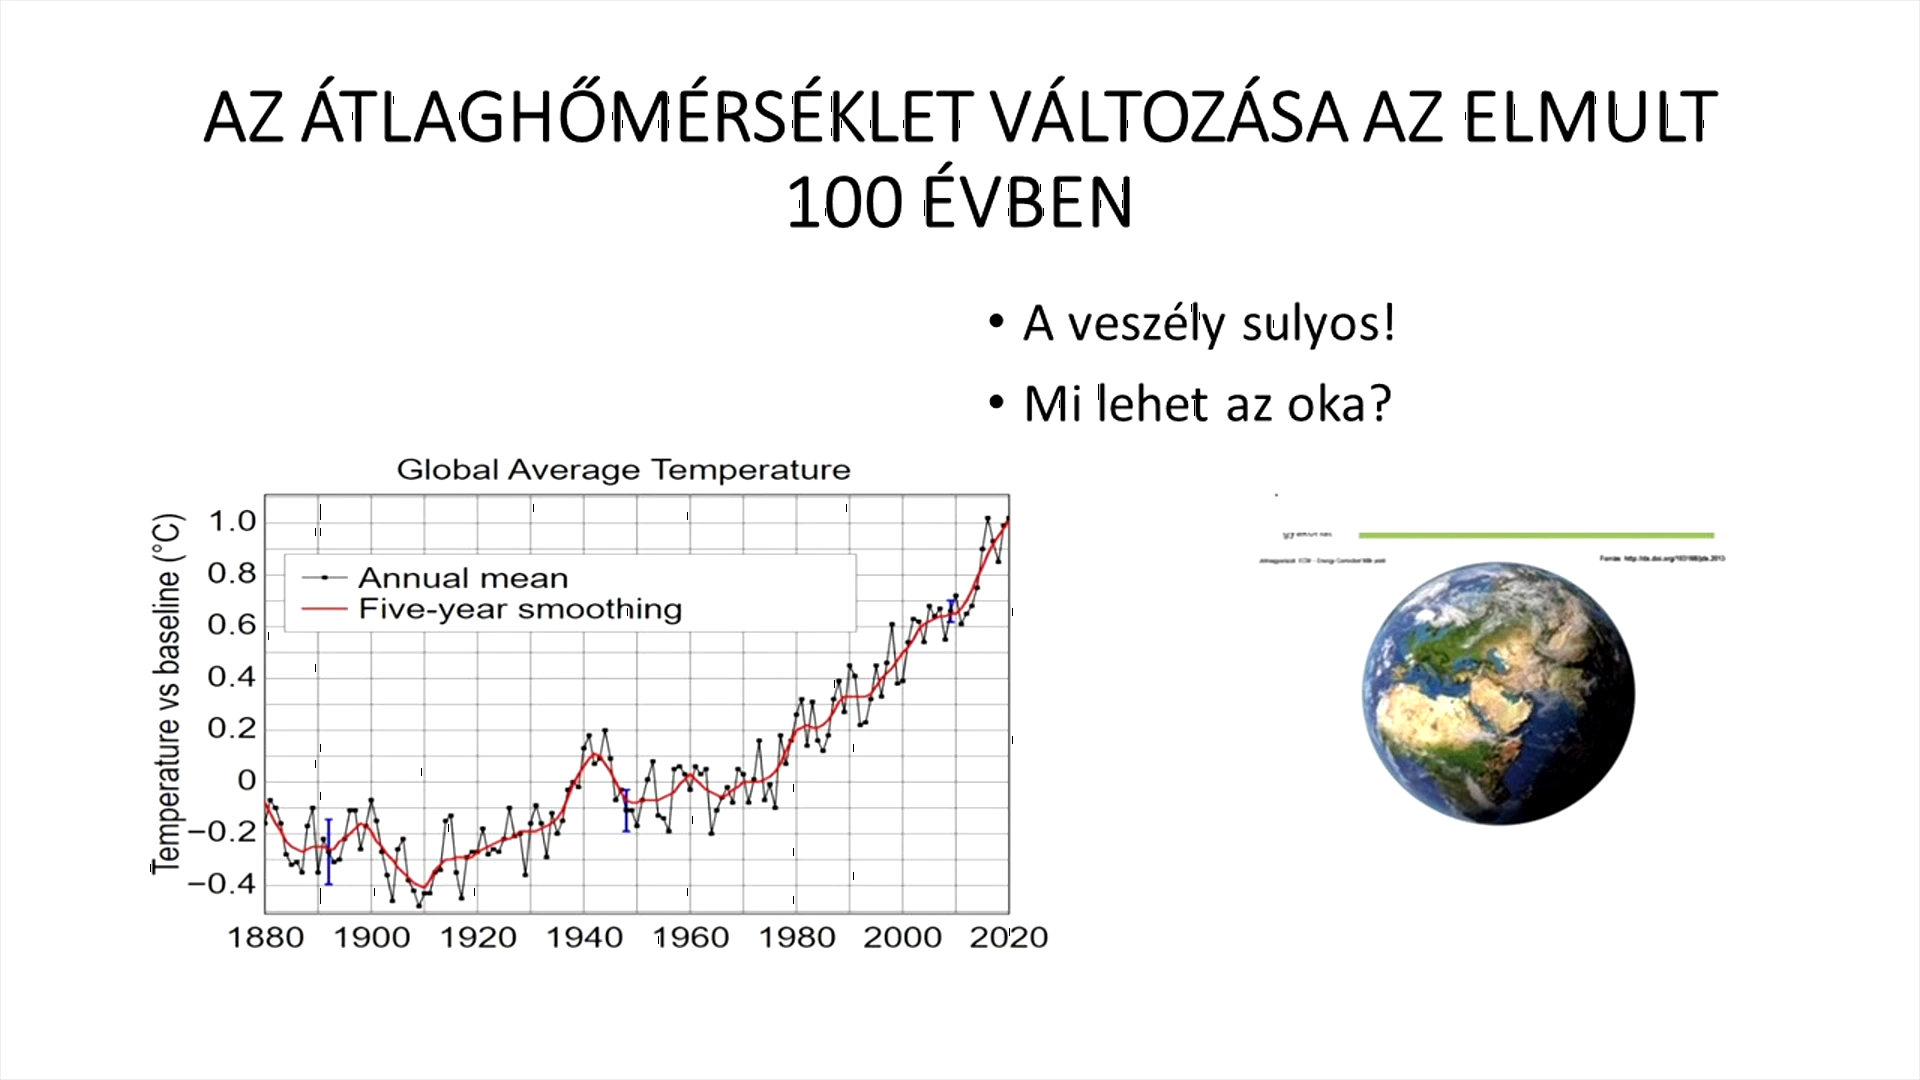 AZ ÁTLAGHŐMÉRSÉKLET VÁLTOZÁSA AZ ELMULT
100 ÉVBEN
• A veszély sulyos!
• Mi lehet az oka?
Global Average Temperature
Temperature vs baseline (°C)
1.0
0.8
0.6
0.4
0.2
0
−0.2
−0.4
Annual mean
Five-year smoothing
1880 1900 1920 1940 1960 1980 2000 2020